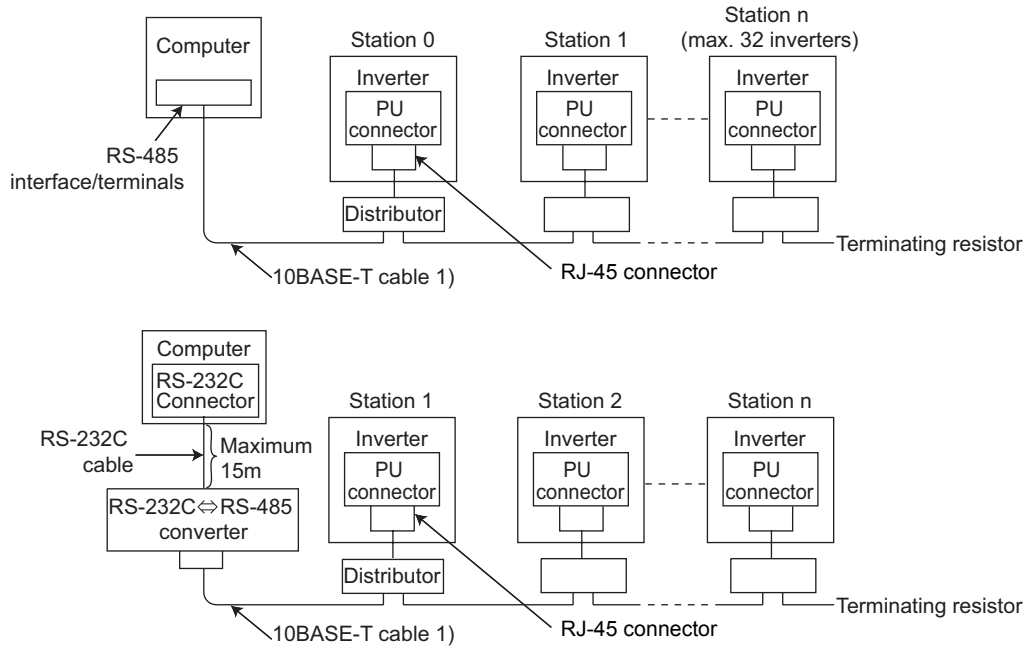 Computer
RS-485
interface/terminals
Station 0
Inverter
PU
connector
Distributor
Station 1
Inverter
PU
connector
Station n
(max. 32 inverters)
Inverter
PU
connector
Terminating resistor
10BASE-T cable 1)
RJ-45 connector
Computer
RS-232C
Connector
RS-232C
cable
Maximum
15m
RS-232C⇔RS-485
converter
Station 1
Inverter
PU
connector
Distributor
Station 2
Inverter
PU
connector
Station n
Inverter
PU
connector
Terminating resistor
10BASE-T cable 1)
RJ-45 connector